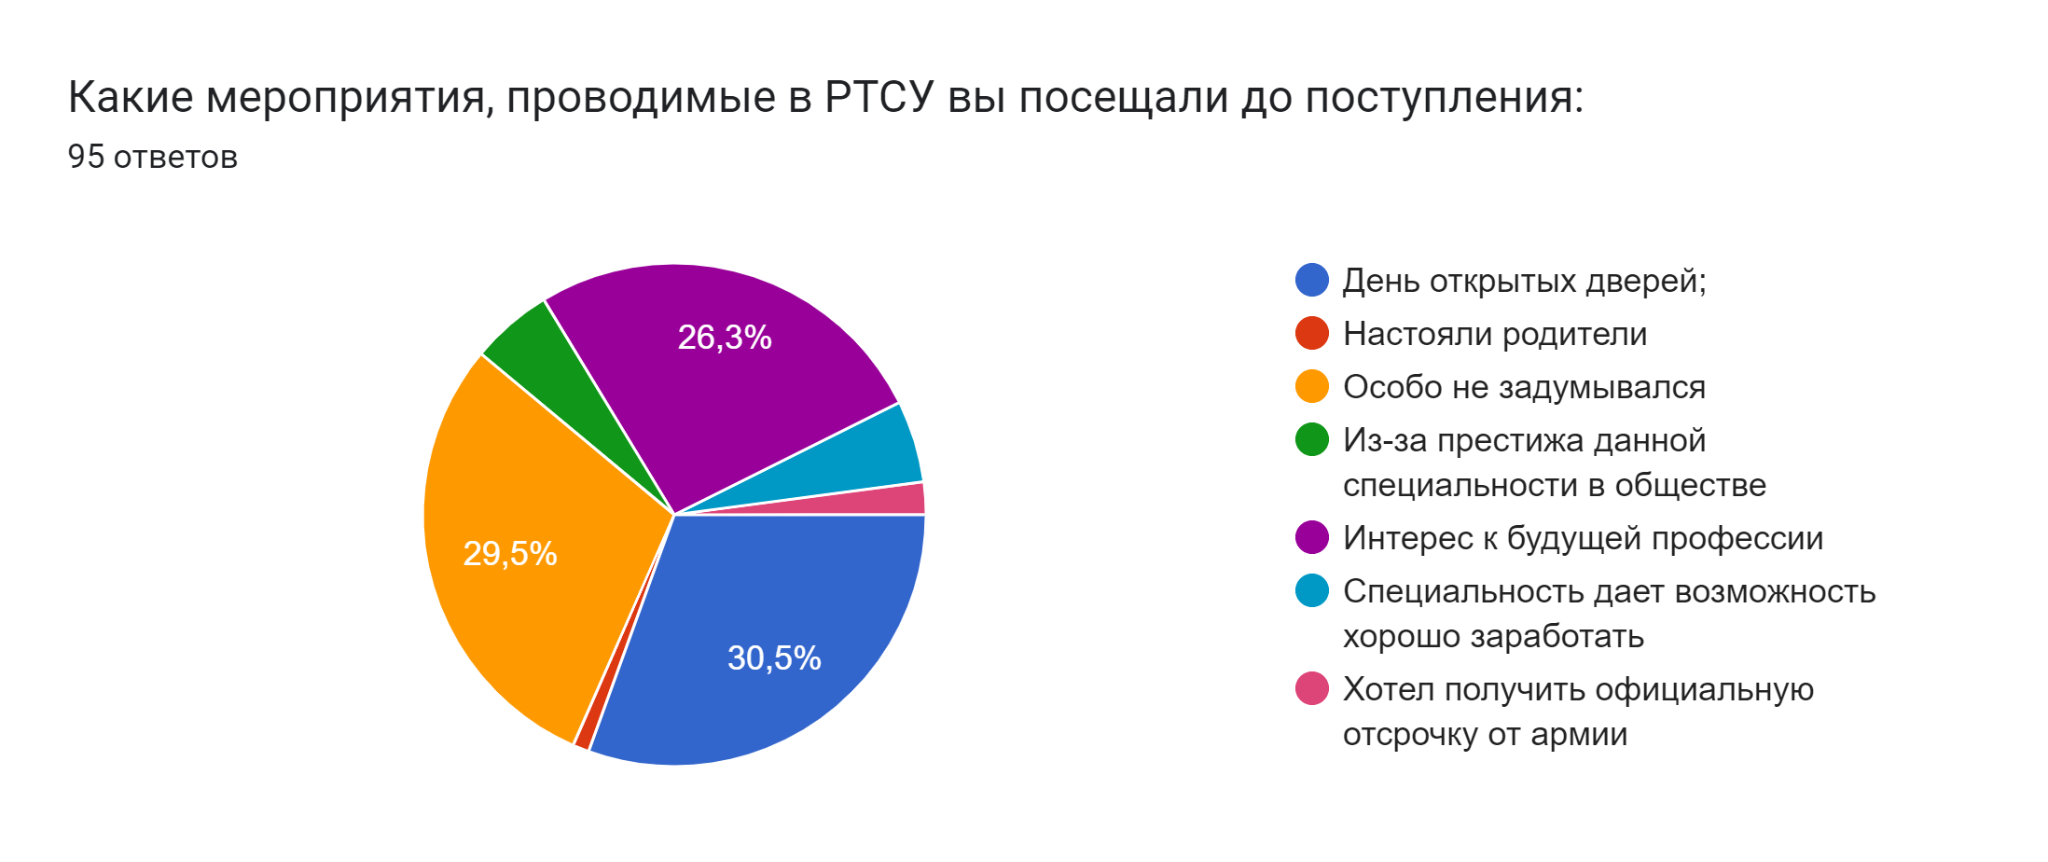 Какие мероприятия, проводимые в РТСУ вы посещали до поступления:
95 ответов
26,3%
29,5%
30,5%
День открытых дверей;
Настояли родители
Особо не задумывался
Из-за престижа данной
специальности в обществе
Интерес к будущей профессии
Специальность дает возможность
хорошо заработать
Хотел получить официальную
отсрочку от армии